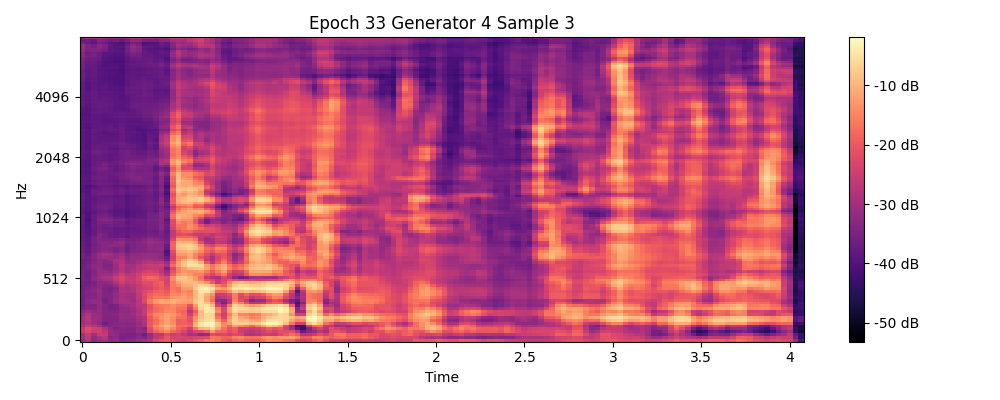 Epoch 33 Generator 4 Sample 3
Hz
4096
2048
1024
512
0
0 0.5 1 1.5 2 2.5 3 3.5 4
Time
-10 dB
-20 dB
-30 dB
-40 dB
-50 dB